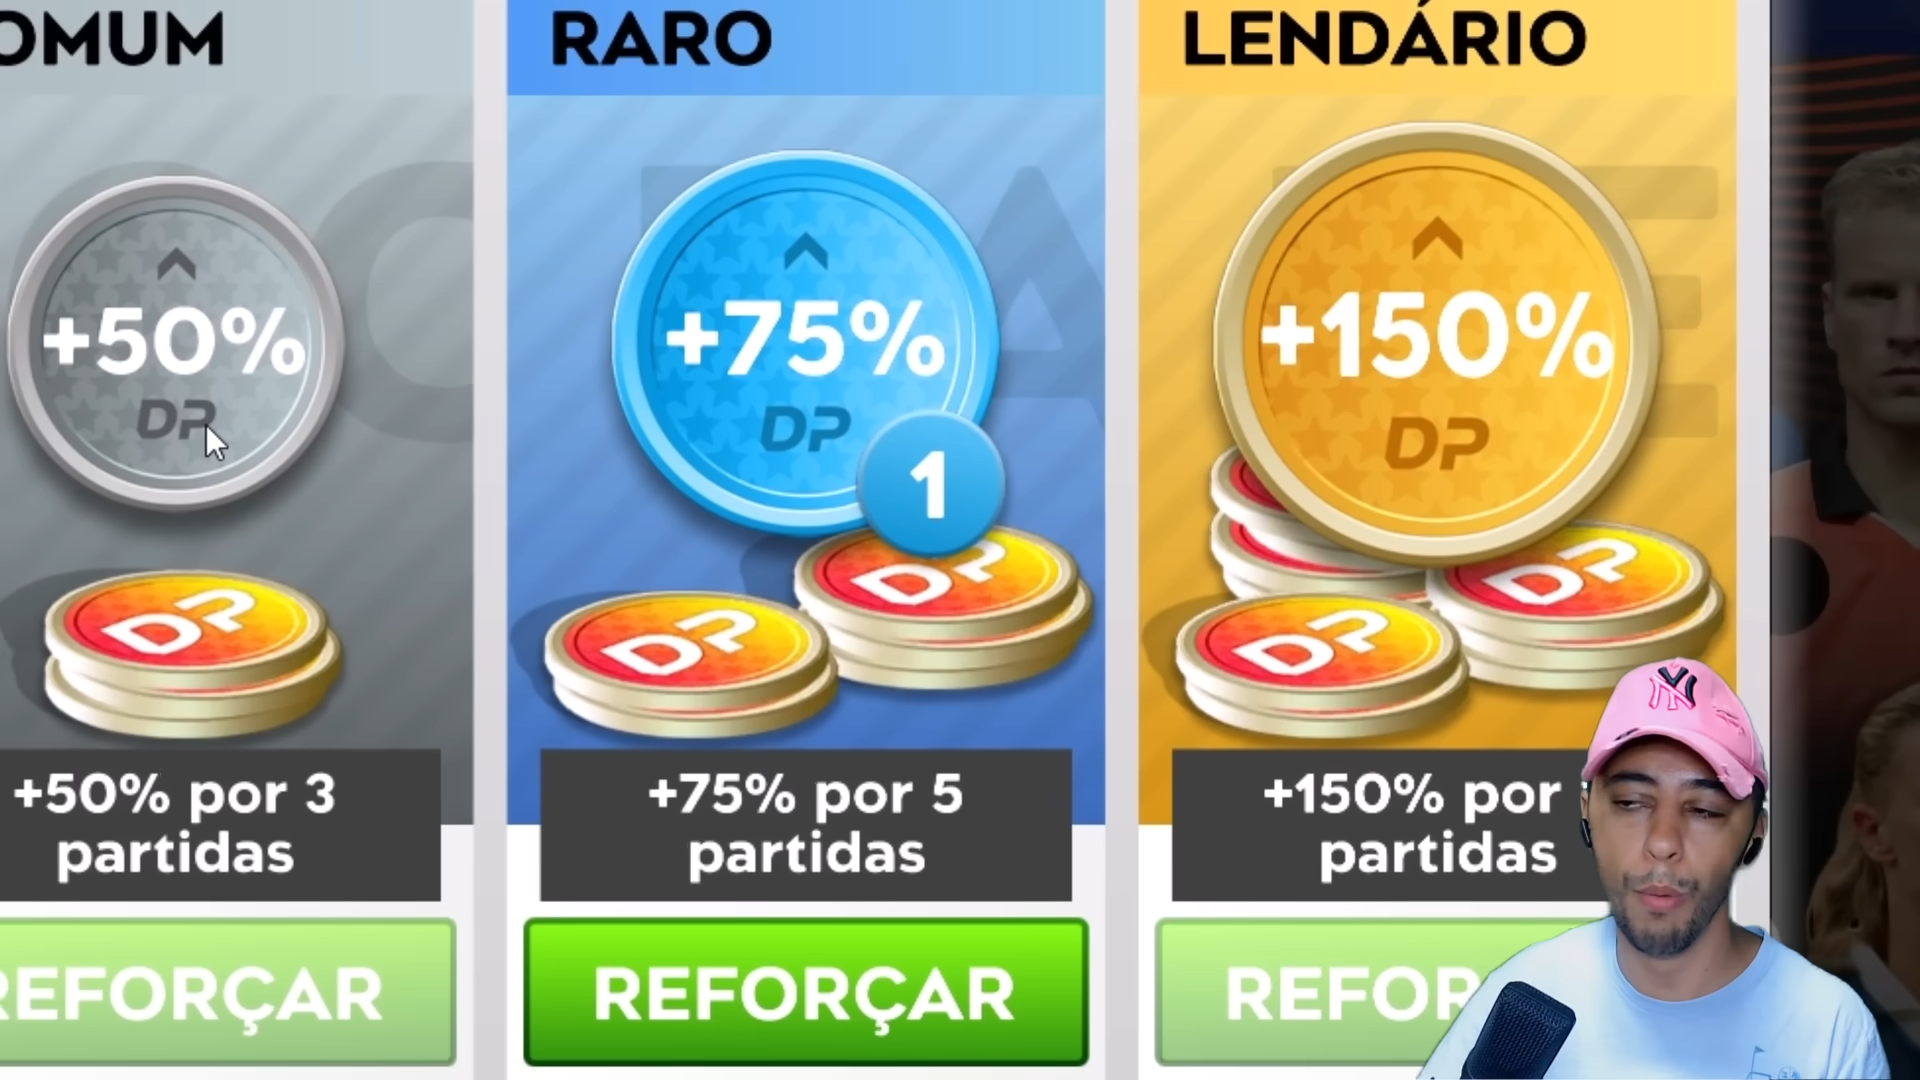 OMUM
RARO
LENDÁRIO
+50%
DP
+75%
DP
1
+150%
DP
DP
DP
DP
DP
DP
NY
+50% por 3
partidas
+75% por 5
partidas
+150% por
partidas
REFORÇAR
REFORÇAR
REFOR